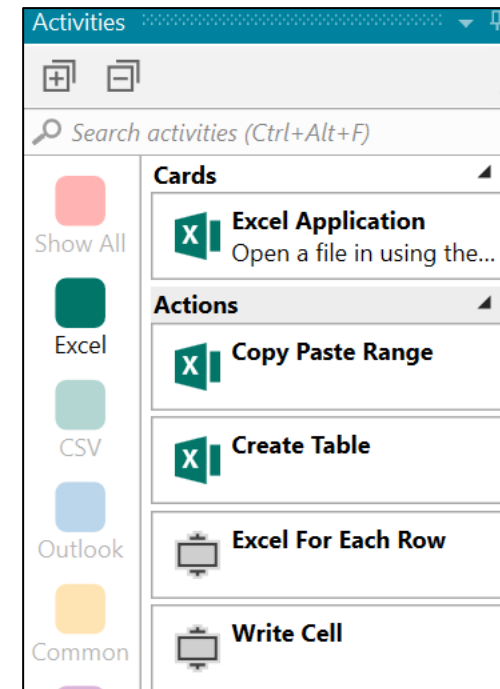 Activities
Search activities (Ctrl+Alt+F)
Show All
Excel
CSV
Outlook
Common
Cards
Excel Application
Open a file in using the...
Actions
Copy Paste Range
Create Table
Excel For Each Row
Write Cell